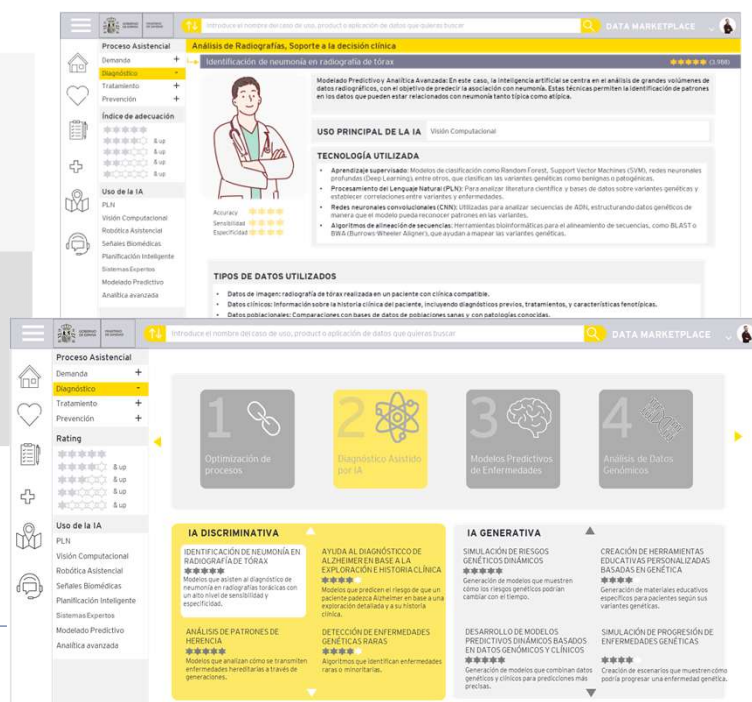 Introduce el nombre del caso de uso, product o aplicación de datos que quieras buscar
DATA MARKETPLACE
Proceso Asistencial
Demanda +
Diagnóstico -
Tratamiento +
Prevención +
Índice de adecuación
& up
& up
& up
& up
Uso de la IA
PLN
Visión Computacional
Robótica Asistencial
Señales Biomédicas
Planificación Inteligente
Sistemas Expertos
Modelado Predictivo
Analítica avanzada
Análisis de Radiografías, Soporte a la decisión clínica
Identificación de neumonía en radiografía de tórax
(3,988)
Modelado Predictivo y Analítica Avanzada: En este caso, la inteligencia artificial se centra en el análisis de grandes volúmenes de
datos radiográficos, con el objetivo de predecir la asociación con neumonía. Estas técnicas permiten la identificación de patrones
en los datos que pueden estar relacionados con neumonía tanto típica como atípica.
USO PRINCIPAL DE LA IA Visión Computacional
TECNOLOGÍA UTILIZADA
• Aprendizaje supervisado: Modelos de clasificación como Random Forest, Support Vector Machines (SVM), redes neuronales
profundas (Deep Learning), entre otros, que clasifican las variantes genéticas como benignos o patogénicas.
• Procesamiento del Lenguaje Natural (PLN): Para analizar literatura científica y bases de datos sobre variantes genéticas y
establecer correlaciones entre variantes y enfermedades.
• Redes neuronales convolucionales (CNN): Utilizadas para analizar secuencias de ADN, estructurando datos genéticos de
manera que el modelo pueda reconocer patrones en las variantes.
• Algoritmos de alineación de secuencias: Herramientas bioinformáticas para el alineamiento de secuencias, como BLAST o
BWA (Burrows-Wheeler Aligner), que ayudan a mapear las variantes genéticas.
Accuracy
Sensibilidad
Especificidad
TIPOS DE DATOS UTILIZADOS
• Datos de imagen: radiografía de tórax realizada en un paciente con clínica compatible.
• Datos clínicos: Información sobre la historia clínica del paciente, incluyendo diagnósticos previos, tratamientos, y características fenotípicas.
• Datos poblacionales: Comparaciones con bases de datos de poblaciones sanas y con patologías conocidas.
Introduce el nombre del caso de uso, product o aplicación de datos que quieras buscar
DATA MARKETPLACE
Proceso Asistencial
Demanda +
Diagnóstico -
Tratamiento +
Prevención +
Rating
& up
& up
& up
& up
Uso de la IA
PLN
Visión Computacional
Robótica Asistencial
Señales Biomédicas
Planificación Inteligente
Sistemas Expertos
Modelado Predictivo
Analítica avanzada
1
Optimización de
procesos
2
Diagnóstico Asistido
por IA
3
Modelos Predictivos
de Enfermedades
4
Análisis de Datos
Genómicos
IA DISCRIMINATIVA
IDENTIFICACIÓN DE NEUMONÍA EN
RADIOGRAFÍA DE TÓRAX
Modelos que asisten al diagnóstico de
neumonía en radiografías torácicas con
un alto nivel de sensibilidad y
especificidad.
AYUDA AL DIAGNÓSTICCO DE
ALZHEIMER EN BASE A LA
EXPLORACIÓN E HISTORIA CLÍNICA
Modelos que predicen el riesgo de que un
paciente padezca Alzheimer en base a una
exploración detallada y a su historia
clínica.
ANÁLISIS DE PATRONES DE
HERENCIA
Modelos que analizan cómo se transmiten
enfermedades hereditarias a través de
generaciones.
DETECCIÓN DE ENFERMEDADES
GENÉTICAS RARAS
Algoritmos que identifican enfermedades
raras o minoritarias.
IA GENERATIVA
SIMULACIÓN DE RIESGOS
GENÉTICOS DINÁMICOS
Generación de modelos que muestren
cómo los riesgos genéticos podrían
cambiar con el tiempo.
CREACIÓN DE HERRAMIENTAS
EDUCATIVAS PERSONALIZADAS
BASADAS EN GENÉTICA
Generación de materiales educativos
específicos para pacientes según sus
variantes genéticas.
DESARROLLO DE MODELOS
PREDICTIVOS DINÁMICOS BASADOS
EN DATOS GENÓMICOS Y CLÍNICOS
Generación de modelos que combinan datos
genéticos y clínicos para predicciones más
precisas.
SIMULACIÓN DE PROGRESIÓN DE
ENFERMEDADES GENÉTICAS
Creación de escenarios que muestren cómo
podría progresar una enfermedad genética.